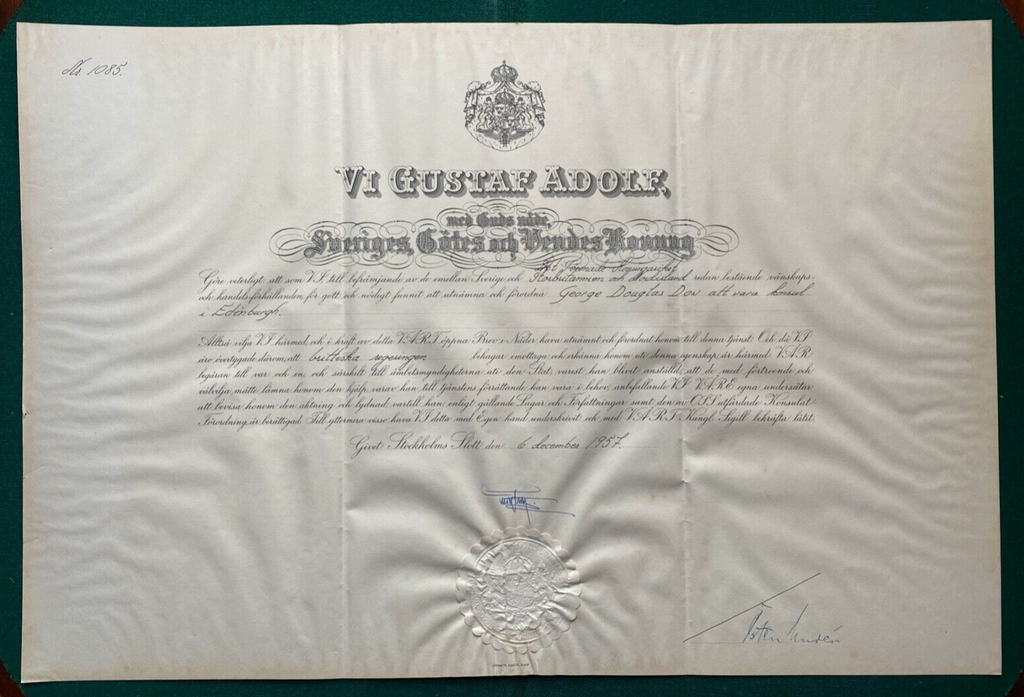 No. 1085.
VI GUSTAF ADOLF,
med Guds nåde,
Sveriges, Götes och Vendes Konung
det Förenade Konungariket
Göre veterligt att som VI, till befrämjande av de emellan Sverige och Storbritannien och Nordirland redan bestående vänskaps-
och handelsförhållanden, för gott och nödigt funnit att utnämna och förordna George Douglas Dow att vara konsul
i Edinburgh.
Alltså vilja VI härmed, och i kraft av detta VÅRT öppna Brev, i Nåder hava utnämnt och förordnat honom till denna tjänst; Och då VI
äro övertygade därom, att brittiska regeringen behagar emottaga och erkänna honom uti denna egenskap, är härmed VÅR
begäran till var och en, och särskilt till ämbetsmyndigheterna uti den Stat, varest han blivit anställd, att de med förtroende och
välvilja måtte lämna honom den hjälp, varav han till tjänstens förrättande kan vara i behov, anbefallande VI VÅRE egna undersåtar
att bevisa honom den aktning och lydnad, vartill han, enligt gällande Lagar och Författningar samt den av OSS utfärdade Konsulat-
Förordning, är berättigad. Till yttermera visso hava VI detta med Egen hand underskrivit och med VÅRT Kungl. Sigill bekräfta låtit.
Givet Stockholms Slott den 6 december 1957.
Östen Undén